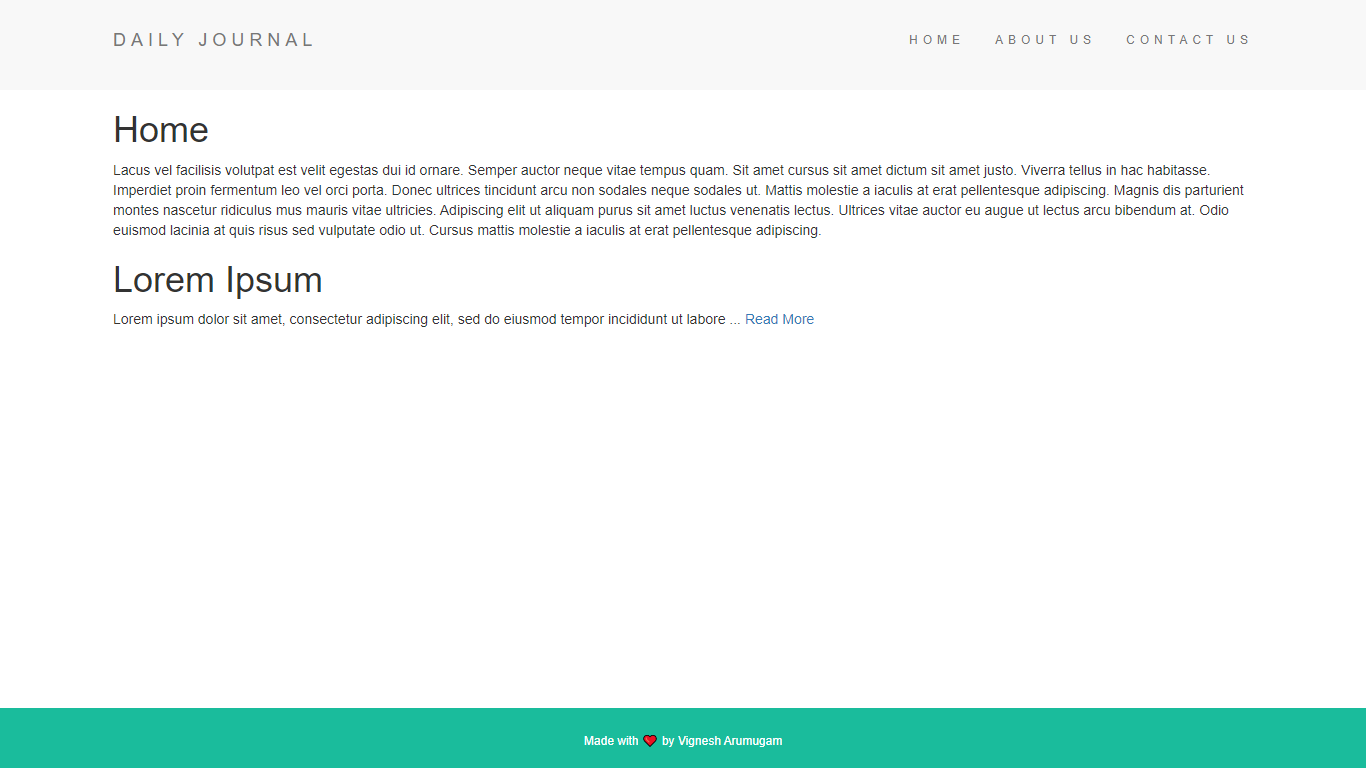 DAILY JOURNAL
HOME ABOUT US CONTACT US
Home
Lacus vel facilisis volutpat est velit egestas dui id ornare. Semper auctor neque vitae tempus quam. Sit amet cursus sit amet dictum sit amet justo. Viverra tellus in hac habitasse.
Imperdiet proin fermentum leo vel orci porta. Donec ultrices tincidunt arcu non sodales neque sodales ut. Mattis molestie a iaculis at erat pellentesque adipiscing. Magnis dis parturient
montes nascetur ridiculus mus mauris vitae ultricies. Adipiscing elit ut aliquam purus sit amet luctus venenatis lectus. Ultrices vitae auctor eu augue ut lectus arcu bibendum at. Odio
euismod lacinia at quis risus sed vulputate odio ut. Cursus mattis molestie a iaculis at erat pellentesque adipiscing.
Lorem Ipsum
Lorem ipsum dolor sit amet, consectetur adipiscing elit, sed do eiusmod tempor incididunt ut labore ... Read More
Made with ❤ by Vignesh Arumugam